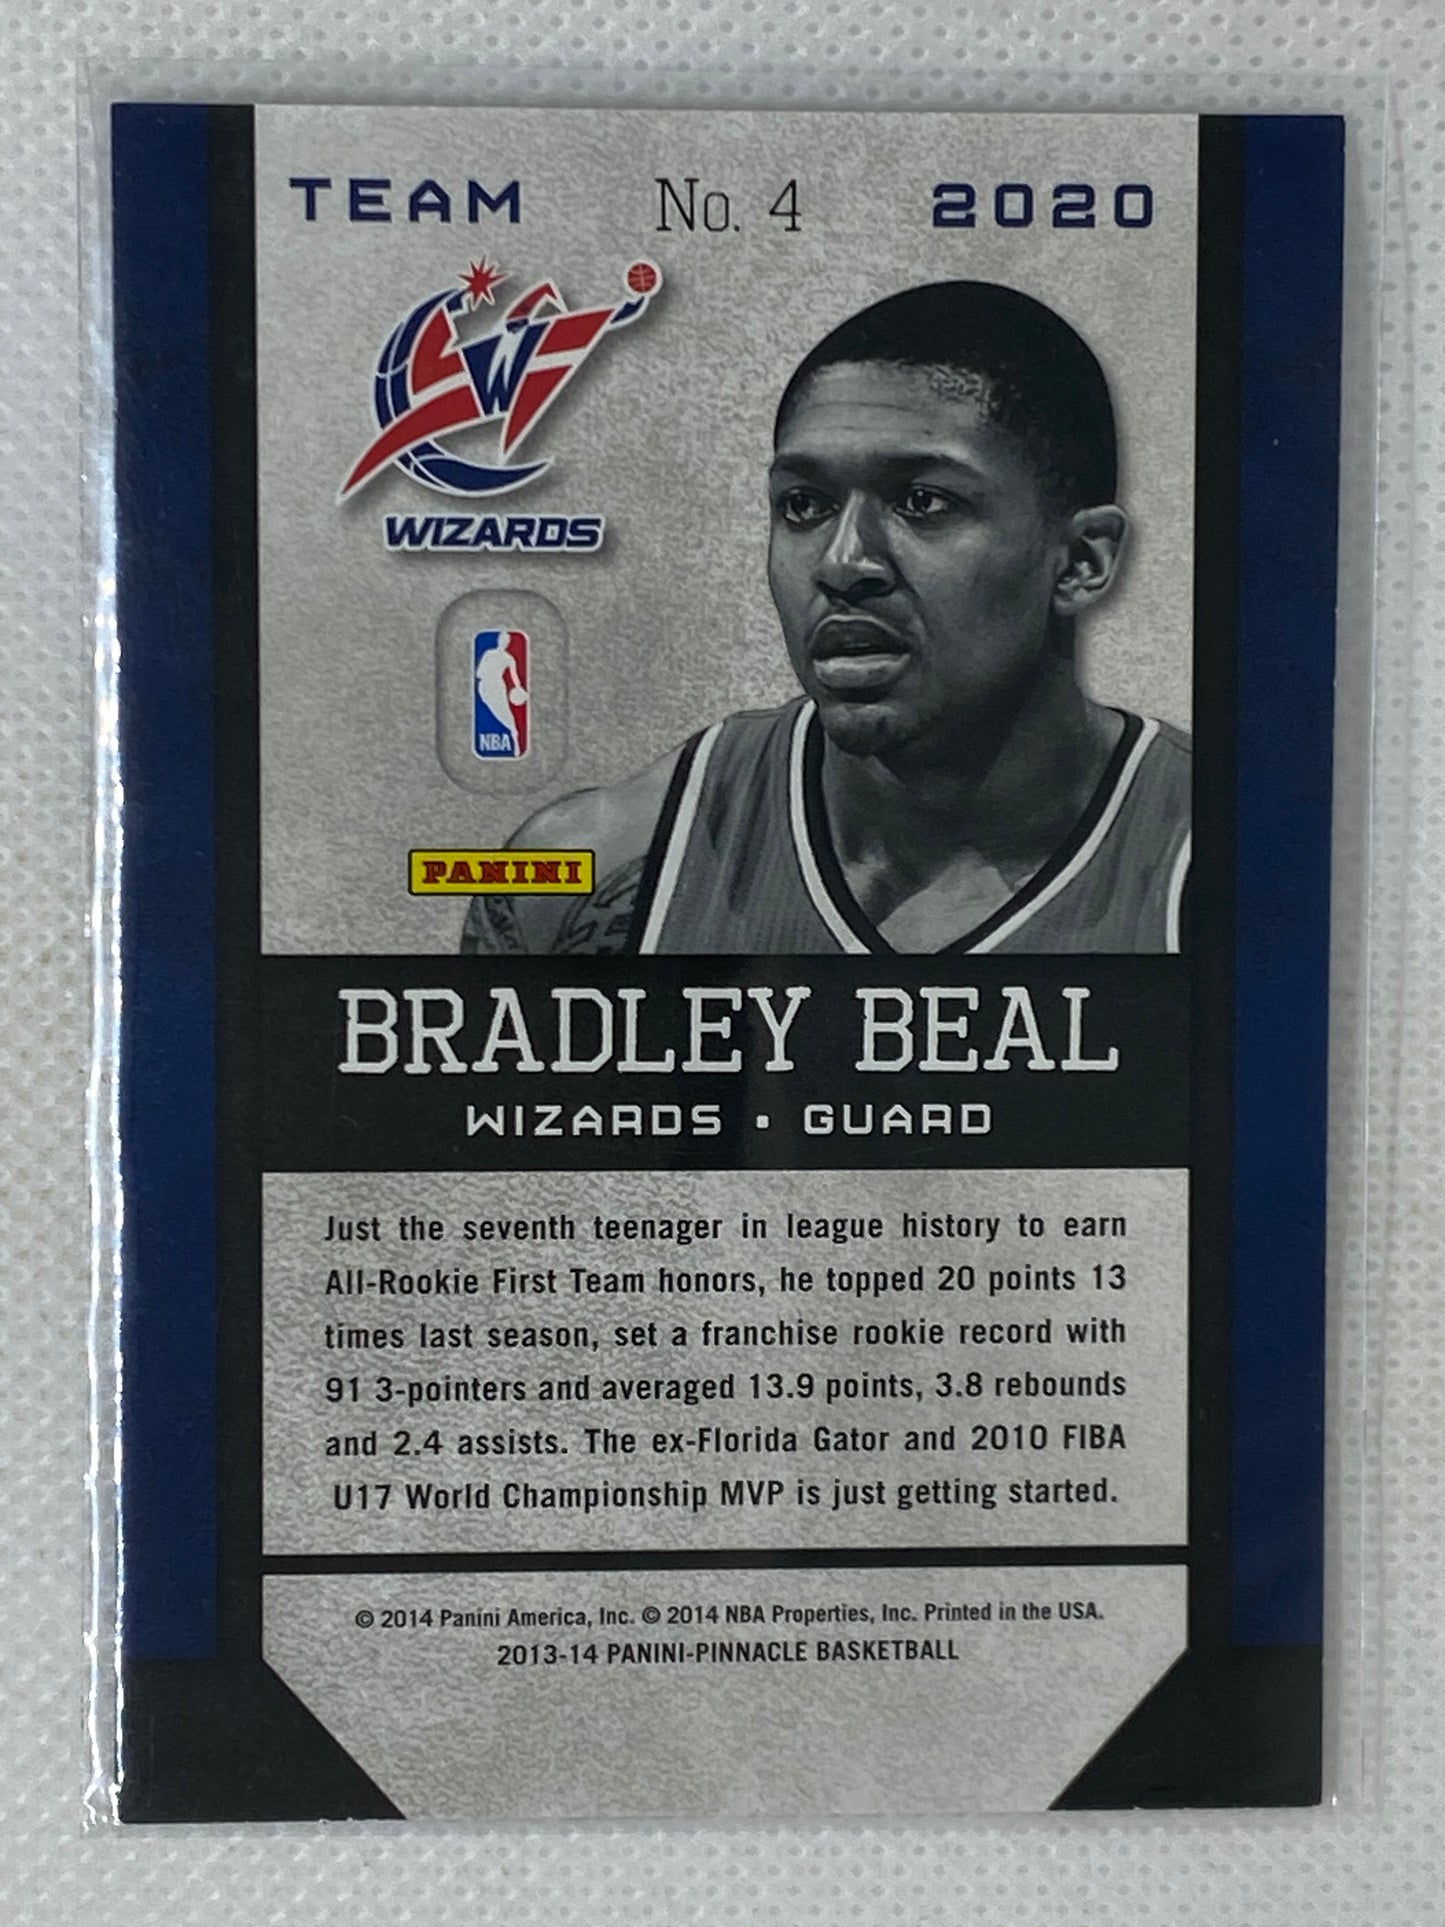 TEAM No. 4 2020
W
WIZARDS
NBA
PANINI
BRADLEY BEAL
WIZARDS • GUARD
Just the seventh teenager in league history to earn
All-Rookie First Team honors, he topped 20 points 13
times last season, set a franchise rookie record with
91 3-pointers and averaged 13.9 points, 3.8 rebounds
and 2.4 assists. The ex-Florida Gator and 2010 FIBA
U17 World Championship MVP is just getting started.
© 2014 Panini America, Inc. © 2014 NBA Properties, Inc. Printed in the USA.
2013-14 PANINI-PINNACLE BASKETBALL